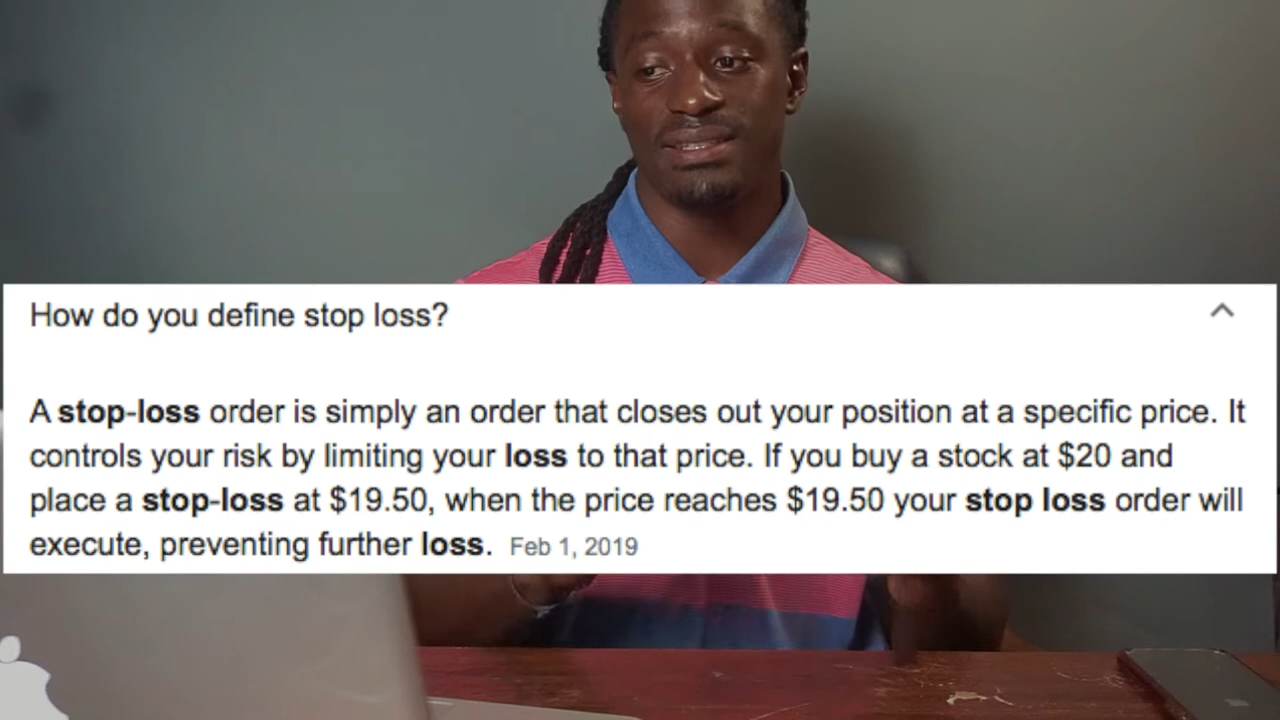 How do you define stop loss?
A stop-loss order is simply an order that closes out your position at a specific price. It
controls your risk by limiting your loss to that price. If you buy a stock at $20 and
place a stop-loss at $19.50, when the price reaches $19.50 your stop loss order will
execute, preventing further loss. Feb 1, 2019